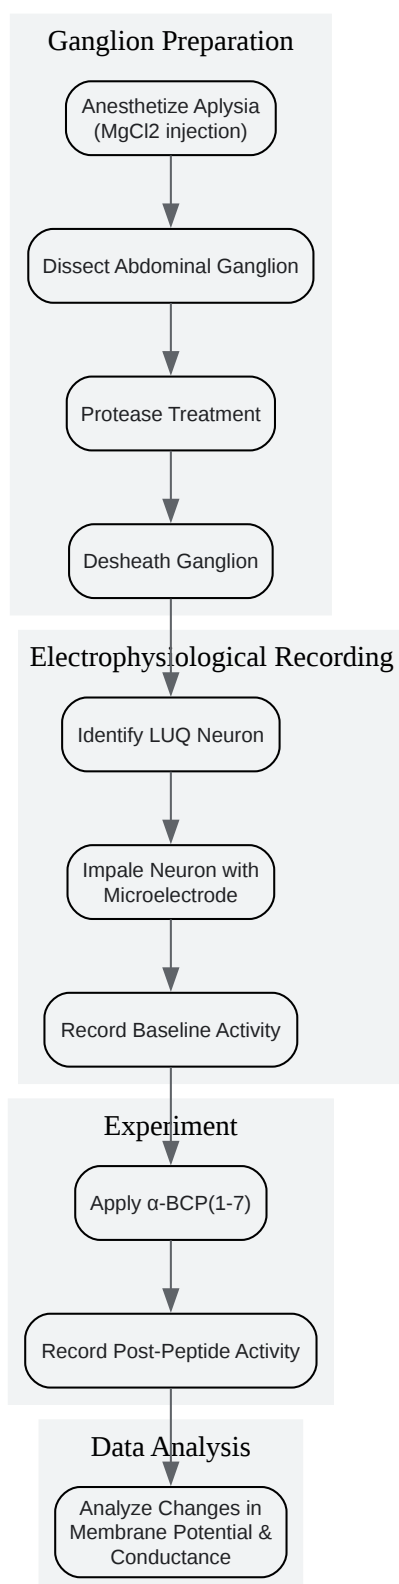 Ganglion Preparation
Anesthetize Aplysia
(MgCl2 injection)
Dissect Abdominal Ganglion
Protease Treatment
Desheath Ganglion
Electrophysiological Recording
Identify LUQ Neuron
Impale Neuron with
Microelectrode
Record Baseline Activity
Experiment
Apply α-BCP(1-7)
Record Post-Peptide Activity
Data Analysis
Analyze Changes in
Membrane Potential &
Conductance